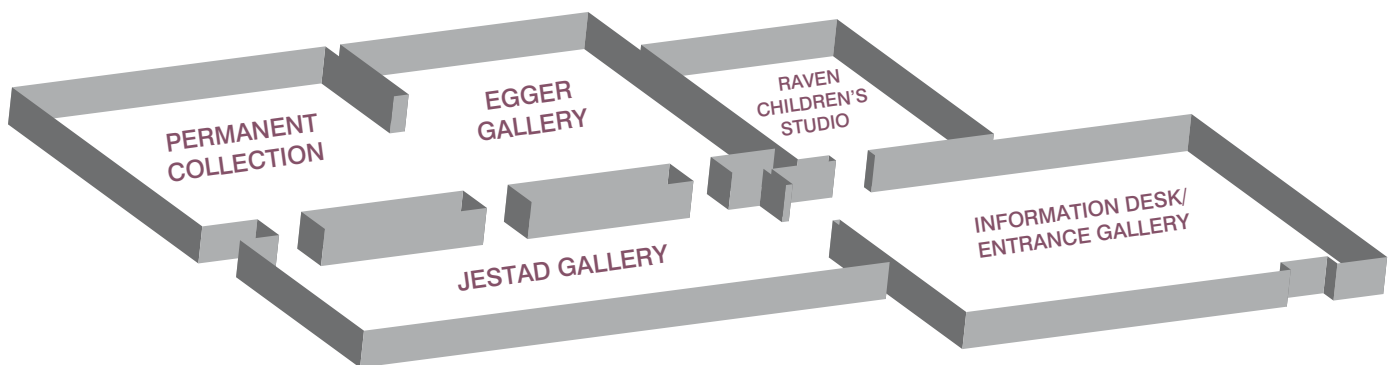 PERMANENT
COLLECTION
EGGER
GALLERY
RAVEN
CHILDREN'S
STUDIO
JESTAD GALLERY
INFORMATION DESK/
ENTRANCE GALLERY